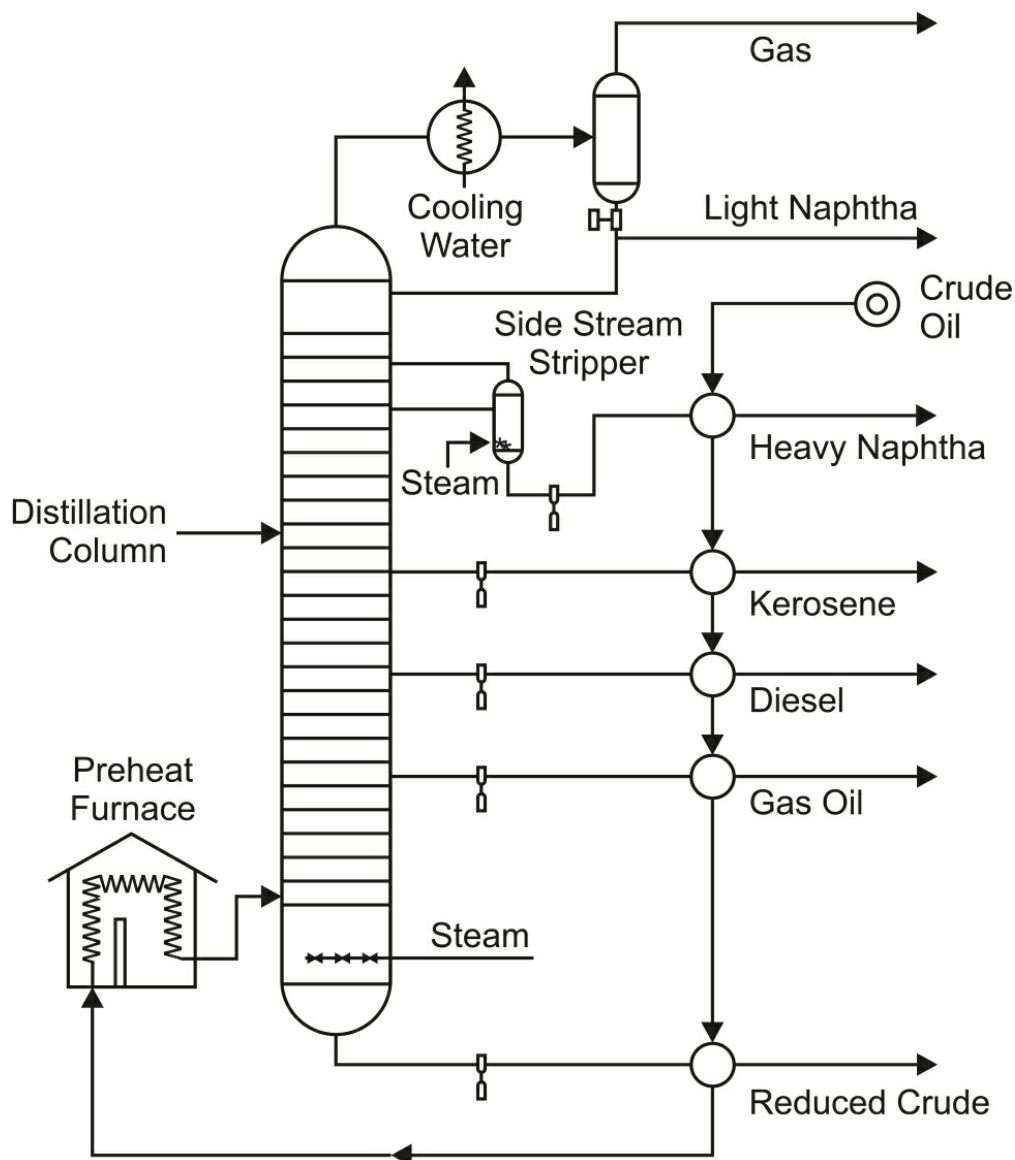 Gas
Cooling
Water
Light Naphtha
Crude
Oil
Side Stream
Stripper
Heavy Naphtha
Steam
Distillation
Column
Kerosene
Diesel
Preheat
Furnace
Gas Oil
Steam
Reduced Crude